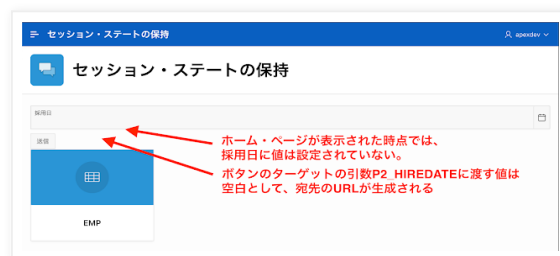 セッション・ステートの保持
apexdev
セッション・ステートの保持
採用日
送信
ホーム・ページが表示された時点では、
採用日に値は設定されていない。
ボタンのターゲットの引数P2_HIREDATEに渡す値は
空白として、宛先のURLが生成される
EMP